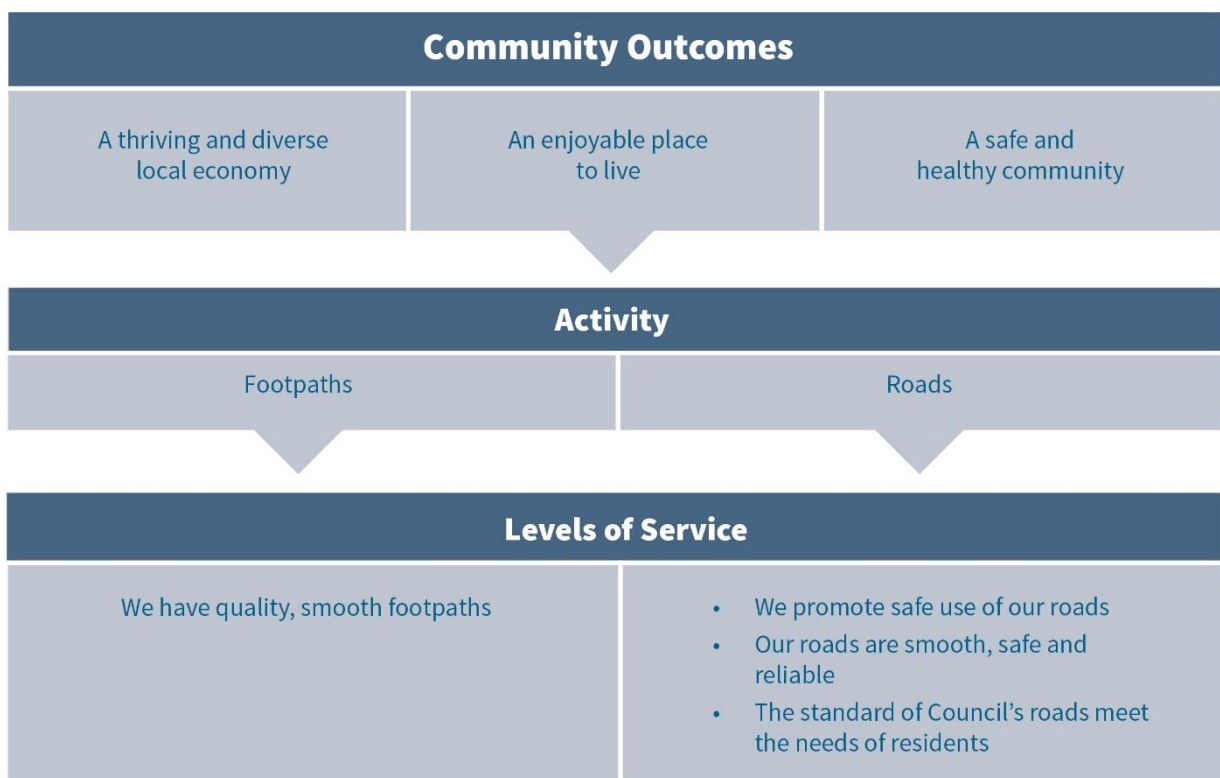 Community Outcomes
A thriving and diverse
local economy
An enjoyable place
to live
A safe and
healthy community
Activity
Footpaths
Roads
Levels of Service
We have quality, smooth footpaths
• We promote safe use of our roads
• Our roads are smooth, safe and
reliable
• The standard of Council’s roads meet
the needs of residents